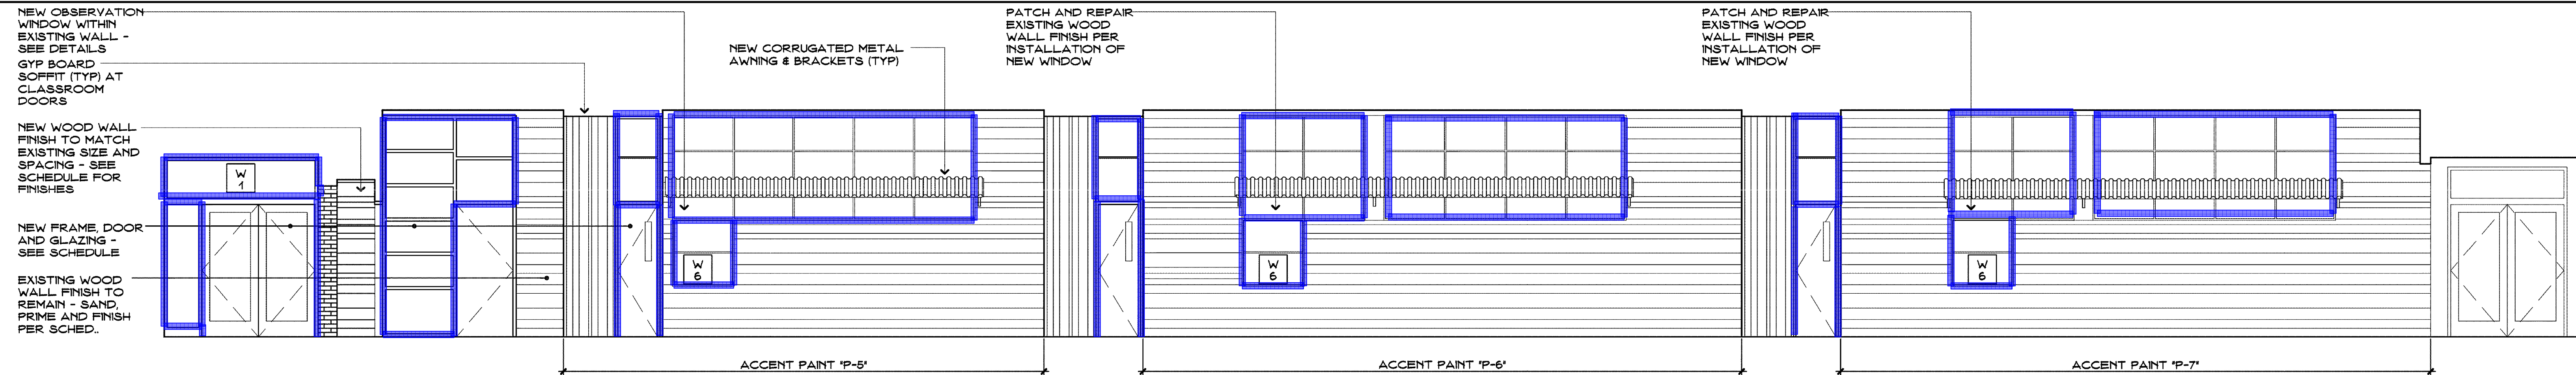 NEW OBSERVATION
WINDOW WITHIN
EXISTING WALL -
SEE DETAILS
GYP BOARD
SOFFIT (TYP) AT
CLASSROOM
DOORS
NEW WOOD WALL
FINISH TO MATCH
EXISTING SIZE AND
SPACING - SEE
SCHEDULE FOR
FINISHES
NEW FRAME, DOOR
AND GLAZING -
SEE SCHEDULE
EXISTING WOOD
WALL FINISH TO
REMAIN - SAND,
PRIME AND FINISH
PER SCHED..
NEW CORRUGATED METAL
AWNING & BRACKETS (TYP)
PATCH AND REPAIR
EXISTING WOOD
WALL FINISH PER
INSTALLATION OF
NEW WINDOW
PATCH AND REPAIR
EXISTING WOOD
WALL FINISH PER
INSTALLATION OF
NEW WINDOW
W
1
W
6
W
6
W
6
ACCENT PAINT "P-5"
ACCENT PAINT "P-6"
ACCENT PAINT "P-7"